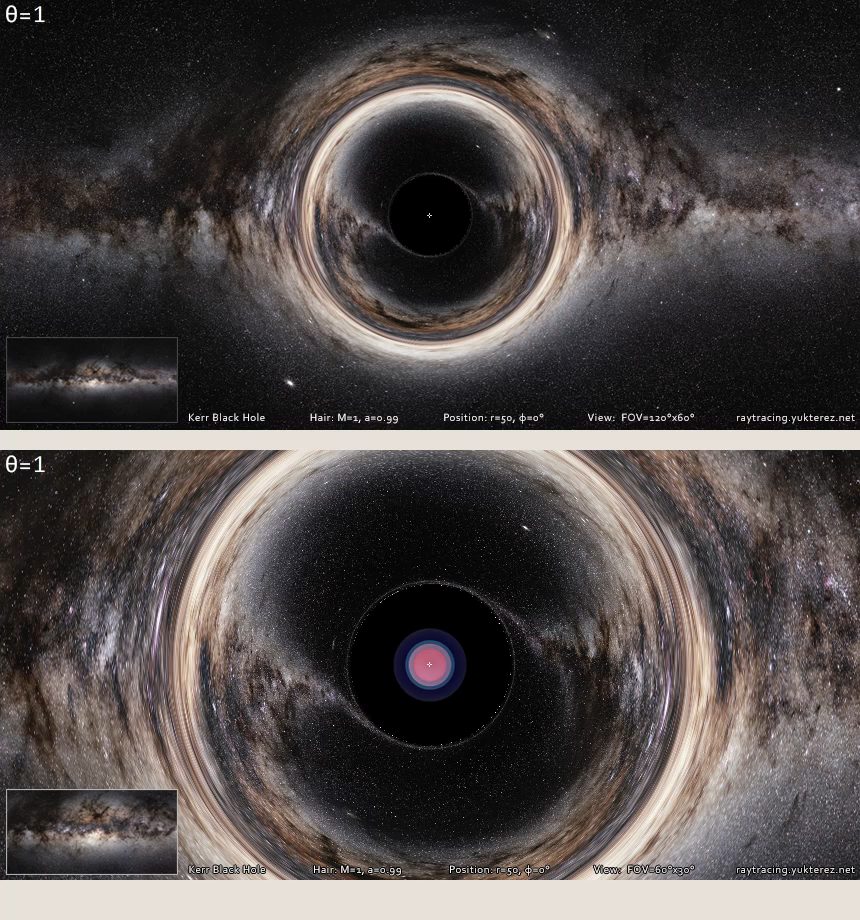 θ=1
Kerr Black Hole Hair: M=1, a=0.99 Position: r=50, ϕ=0° View: FOV=120°x60° raytracing.yukterez.net
θ=1
Kerr Black Hole Hair: M=1, a=0.99 Position: r=50, ϕ=0° View: FOV=60°x30° raytracing.yukterez.net